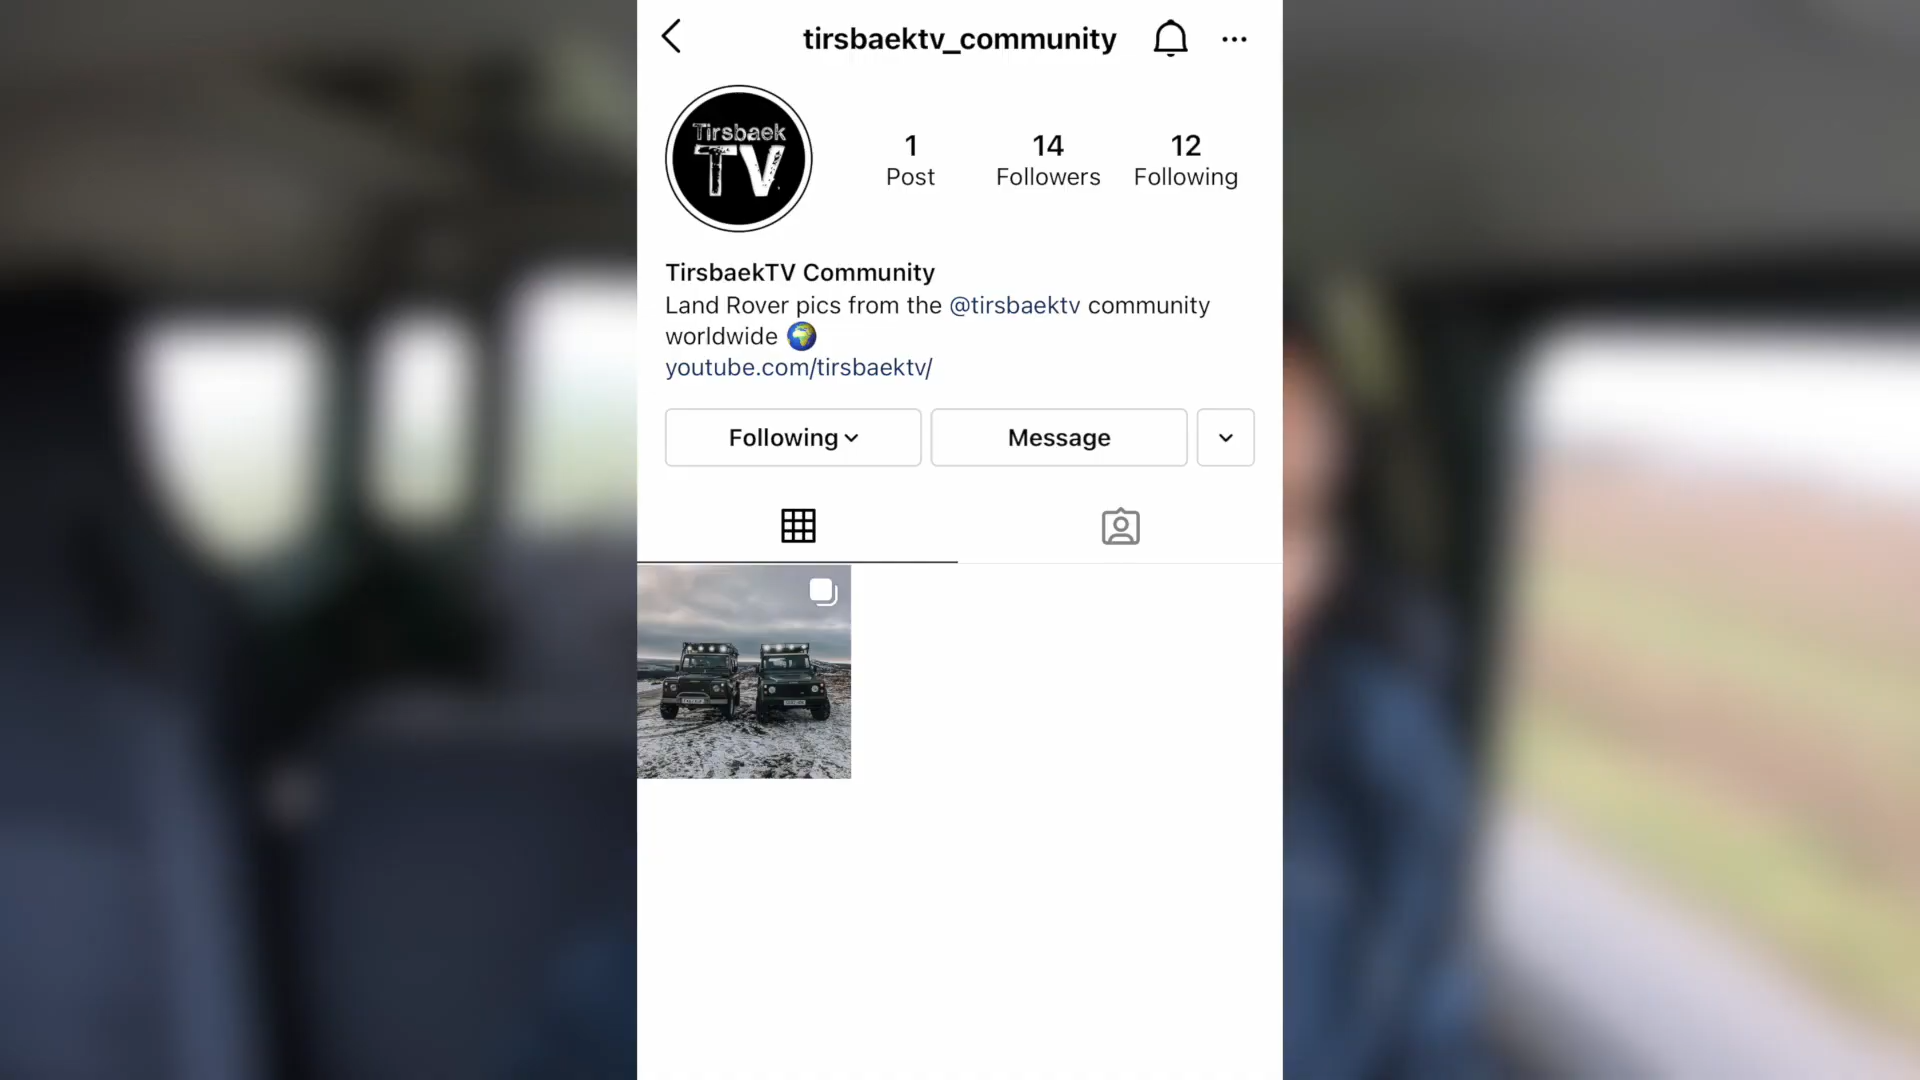 tirsbaektv_community
Tirsbaek
TV
1
Post
14
Followers
12
Following
TirsbaekTV Community
Land Rover pics from the @tirsbaektv community
worldwide 🌍
youtube.com/tirsbaektv/
Following
Message